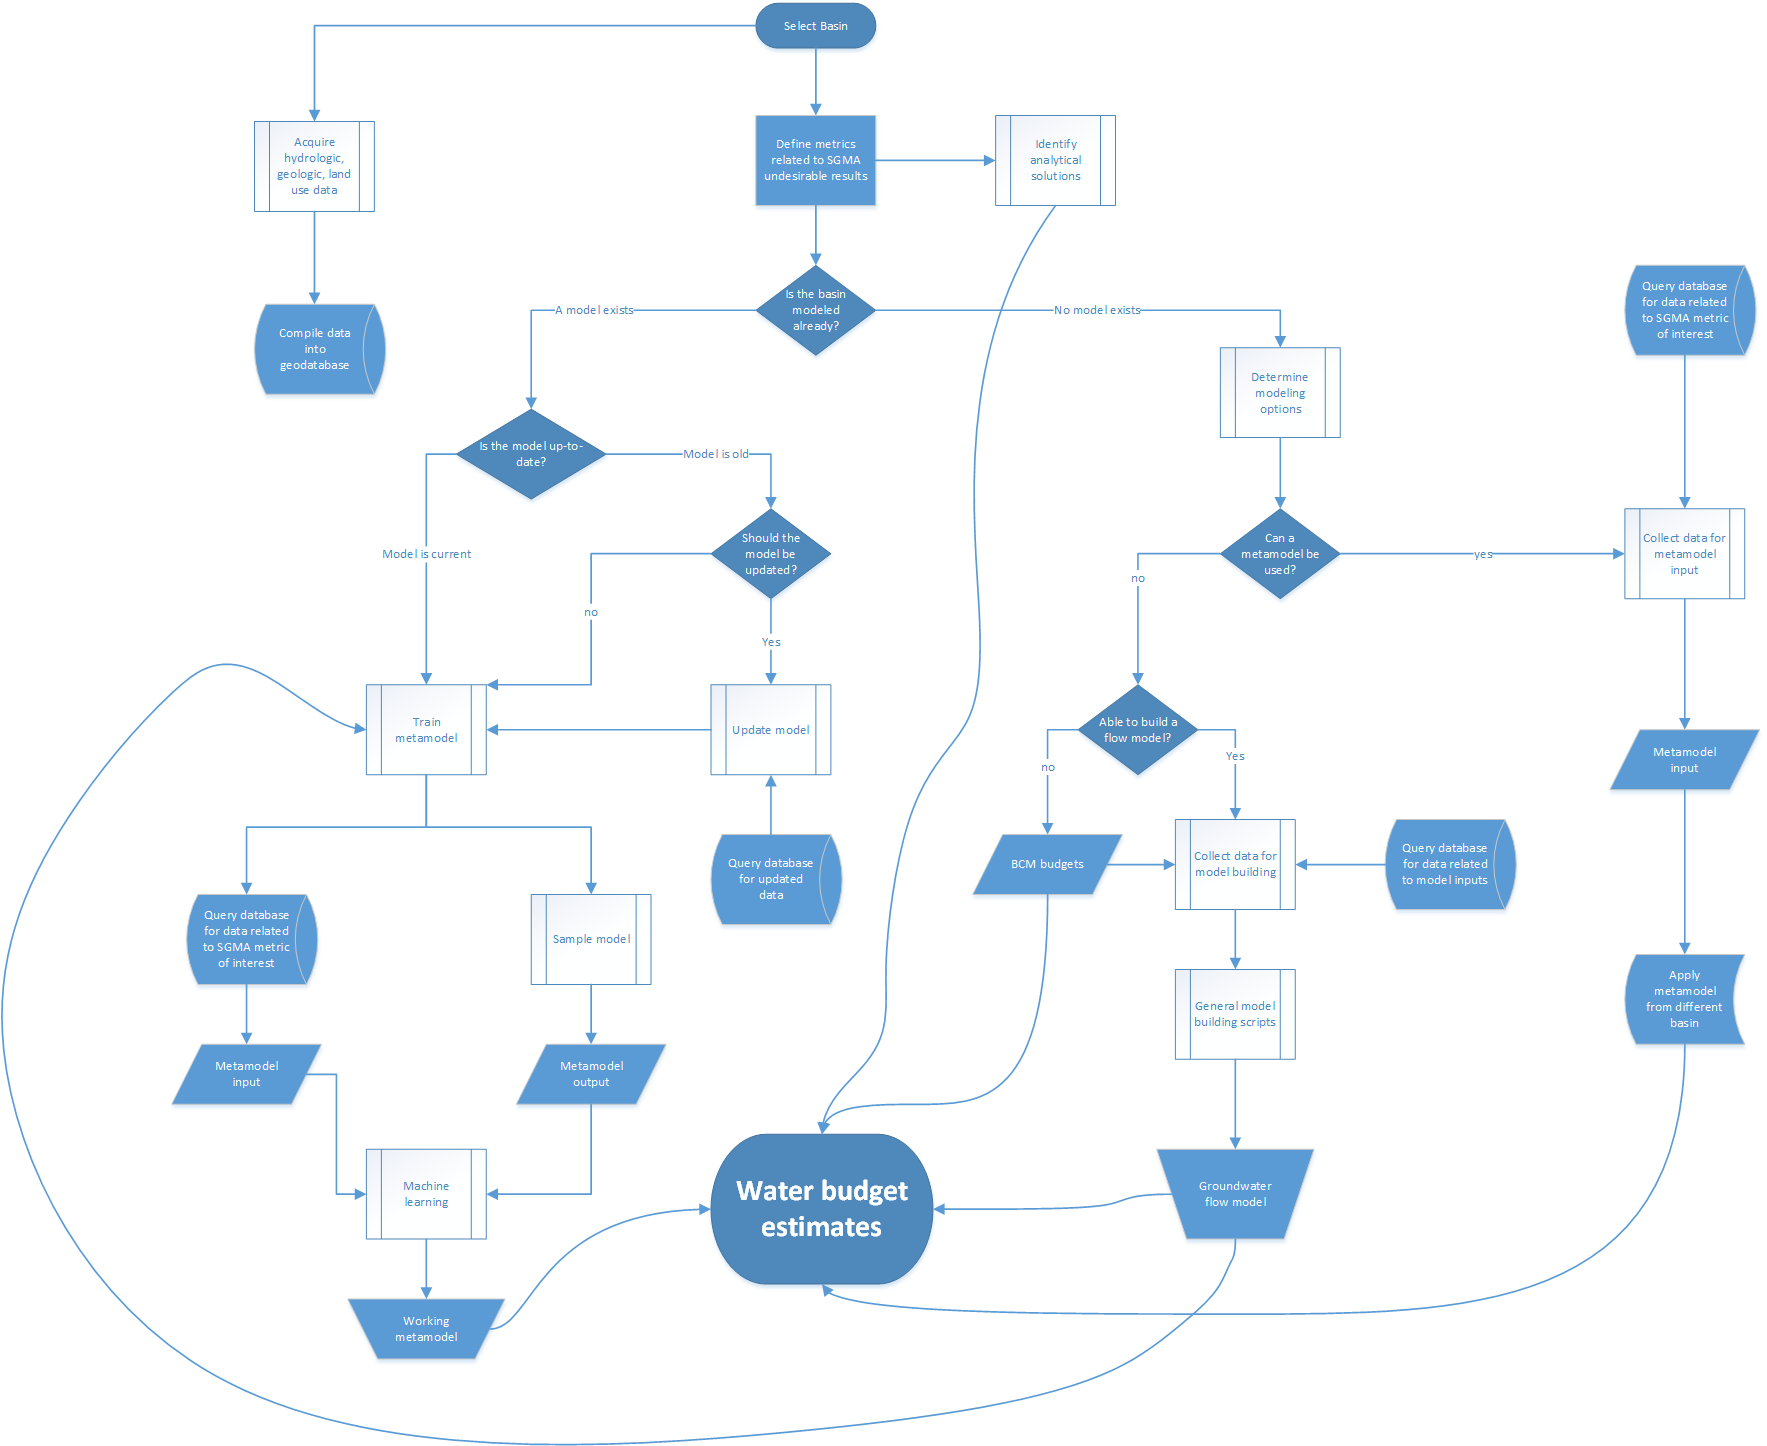 Select Basin
Acquire
hydrologic,
geologic, land
use data
Define metrics
related to SGMA
undesirable results
Identify
analytical
solutions
Compile data
into
geodatabase
Is the basin
modeled
already?
A model exists
No model exists
Query database
for data related
to SGMA metric
of interest
Determine
modeling
options
Is the model up-to-
date?
Model is old
Model is current
Should the
model be
updated?
no
Yes
Can a
metamodel be
used?
no
yes
Collect data for
metamodel
input
Train
metamodel
Update model
Able to build a
flow model?
no
Yes
Metamodel
input
Query database
for updated
data
BCM budgets
Collect data for
model building
Query database
for data related
to model inputs
Query database
for data related
to SGMA metric
of interest
Sample model
General model
building scripts
Apply
metamodel
from different
basin
Metamodel
input
Metamodel
output
Machine
learning
Water budget
estimates
Groundwater
flow model
Working
metamodel